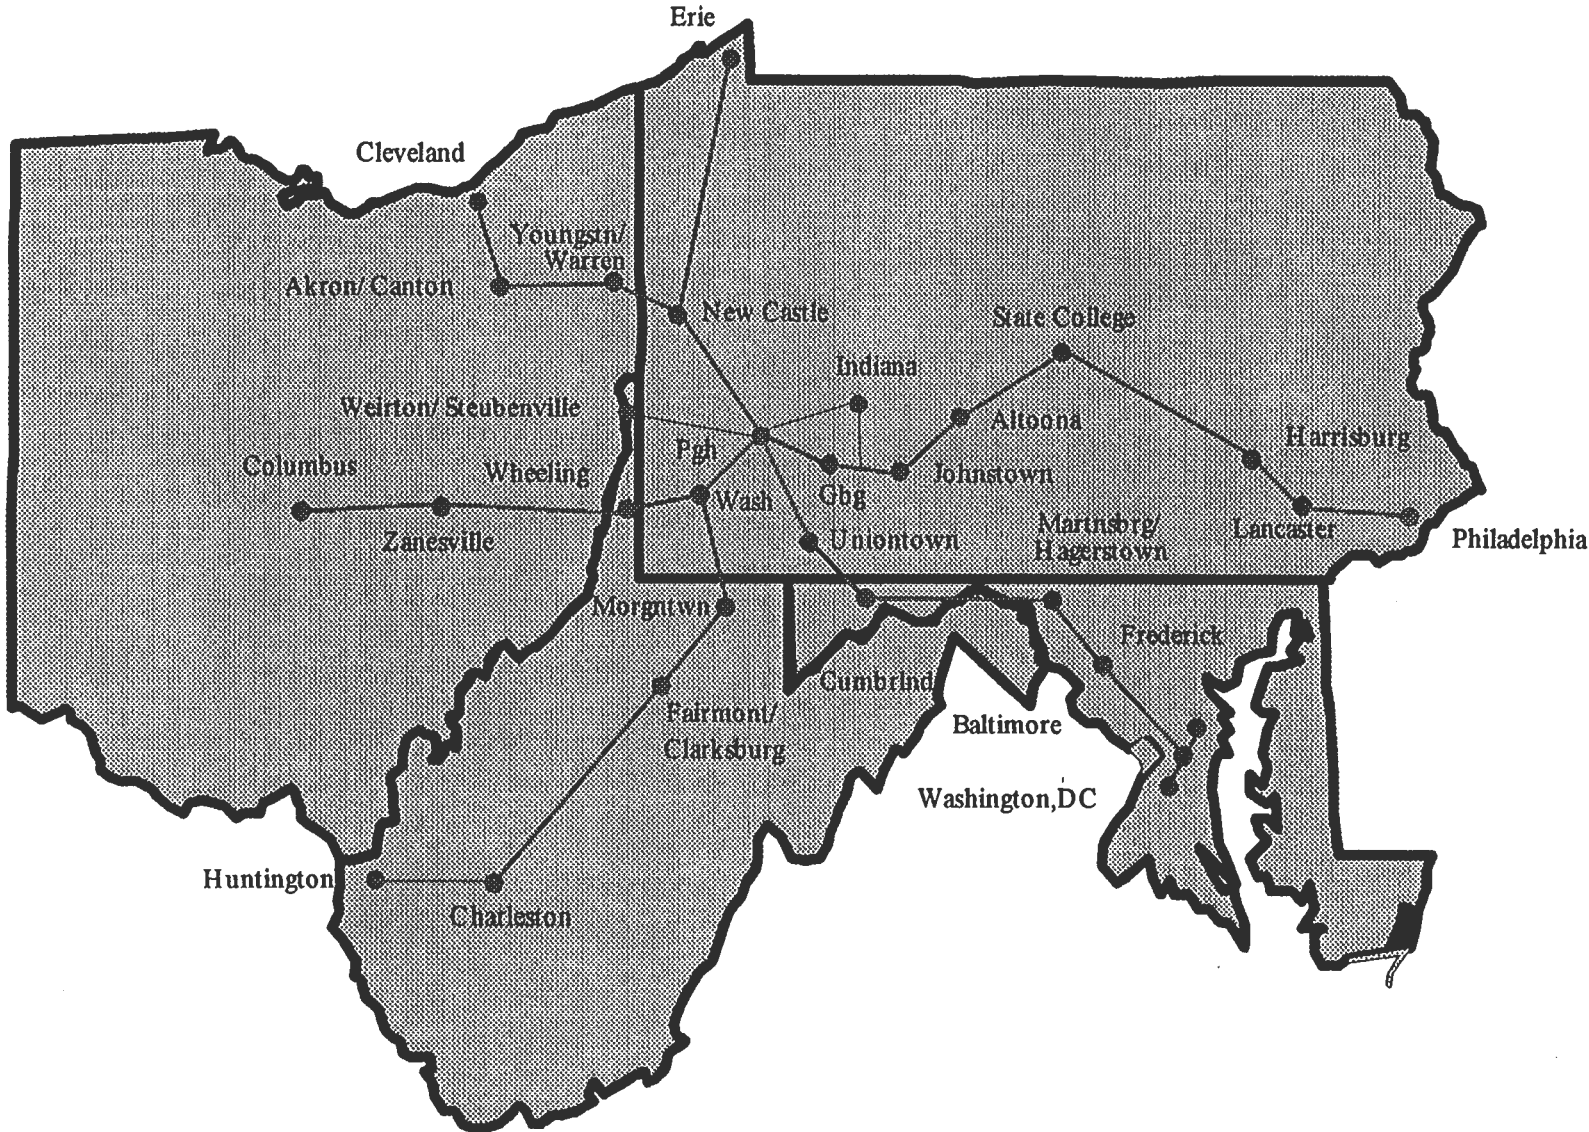 Erie
Cleveland
Youngstn/
Warren
Akron/ Canton
New Castle
State College
Indiana
Weirton/ Steubenville
Altoona
Harrisburg
Pgh
Columbus
Wheeling
Johnstown
Wash
Gbg
Lancaster
Zanesville
Uniontown
Martnsbrg/
Hagerstown
Philadelphia
Morgntwn
Frederick
Cumbrlnd
Fairmont/
Clarksburg
Baltimore
Washington,DC
Huntington
Charleston